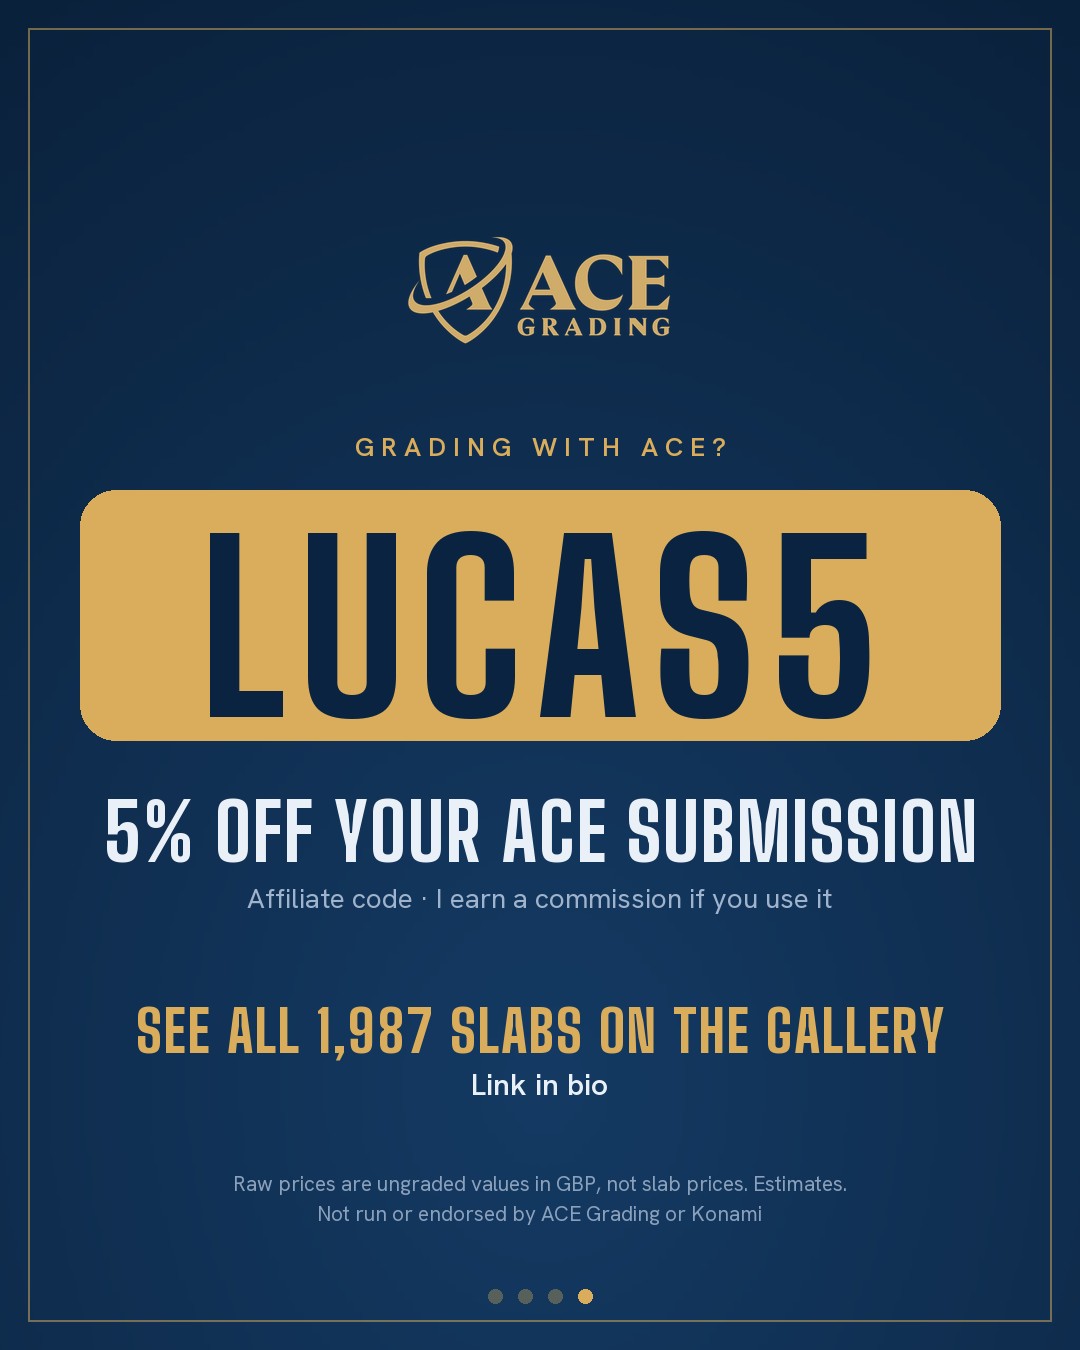 ACE
GRADING
GRADING WITH ACE?
LUCAS5
5% OFF YOUR ACE SUBMISSION
Affiliate code · I earn a commission if you use it
SEE ALL 1,987 SLABS ON THE GALLERY
Link in bio
Raw prices are ungraded values in GBP, not slab prices. Estimates.
Not run or endorsed by ACE Grading or Konami